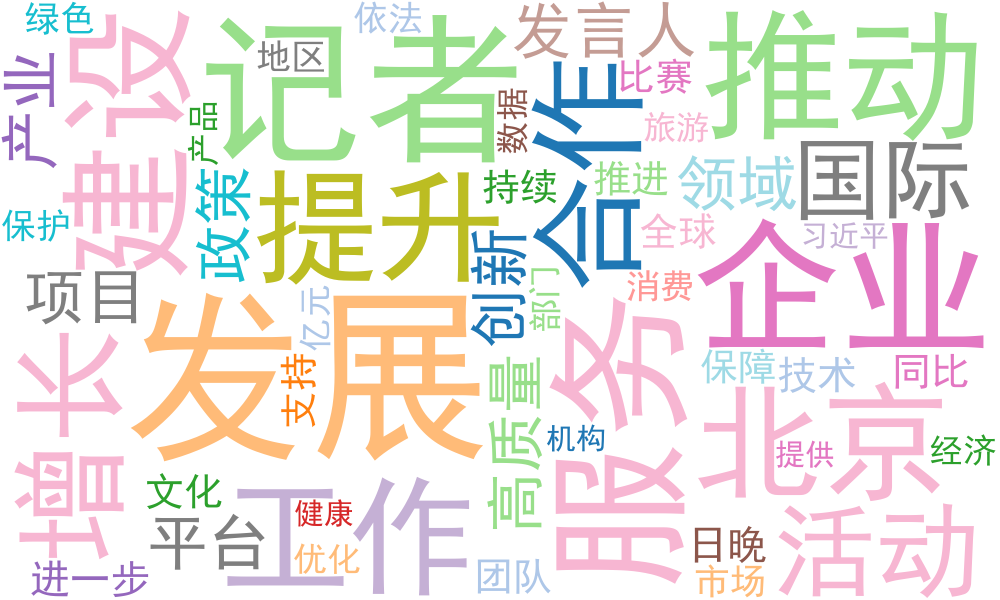 绿色
建设
记者
依法
发言人
推动
地区
比赛
产业
产品
数据
合作
旅游
国际
政策
提升
持续
推进
领域
保护
全球
习近平
项目
创新
部门
消费
企业
发展
亿元
服务
增长
支持
高质量
保障
技术
同比
北京
机构
提供
经济
文化
工作
健康
平台
优化
日晚
活动
进一步
团队
市场